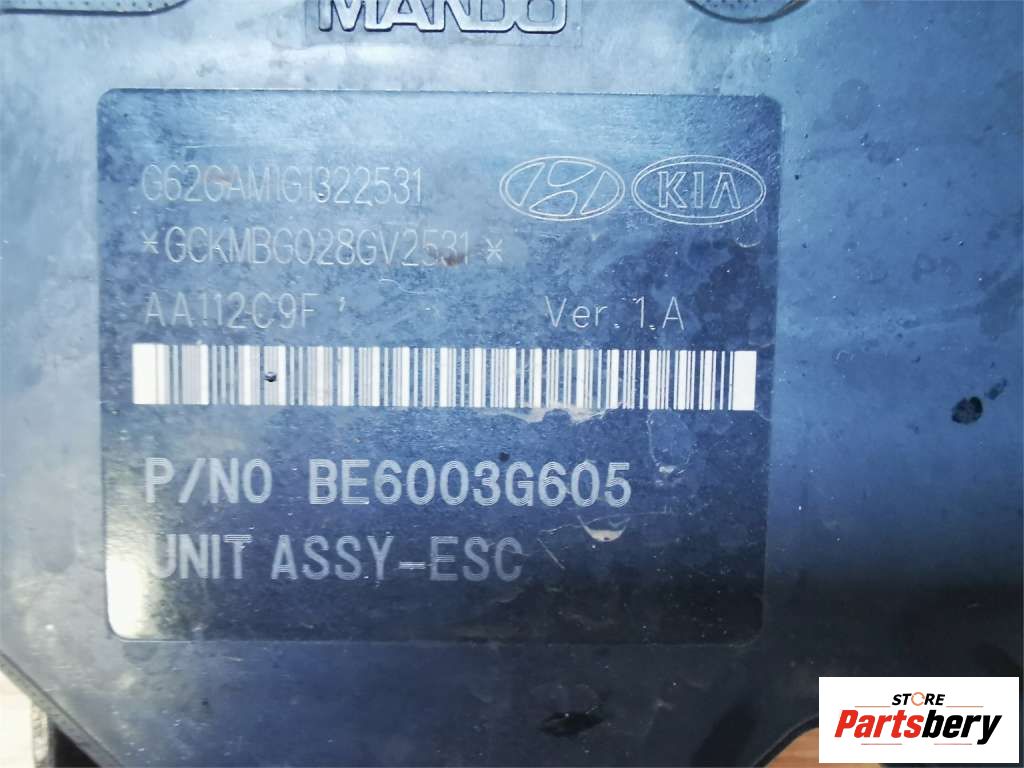 MANDO
G62GAM1G1322531
KIA
*GCKMBG028GV2531*
AA112C9F
Ver. 1.A
P/NO BE6003G605
UNIT ASSY-ESC
STORE
Partsbery